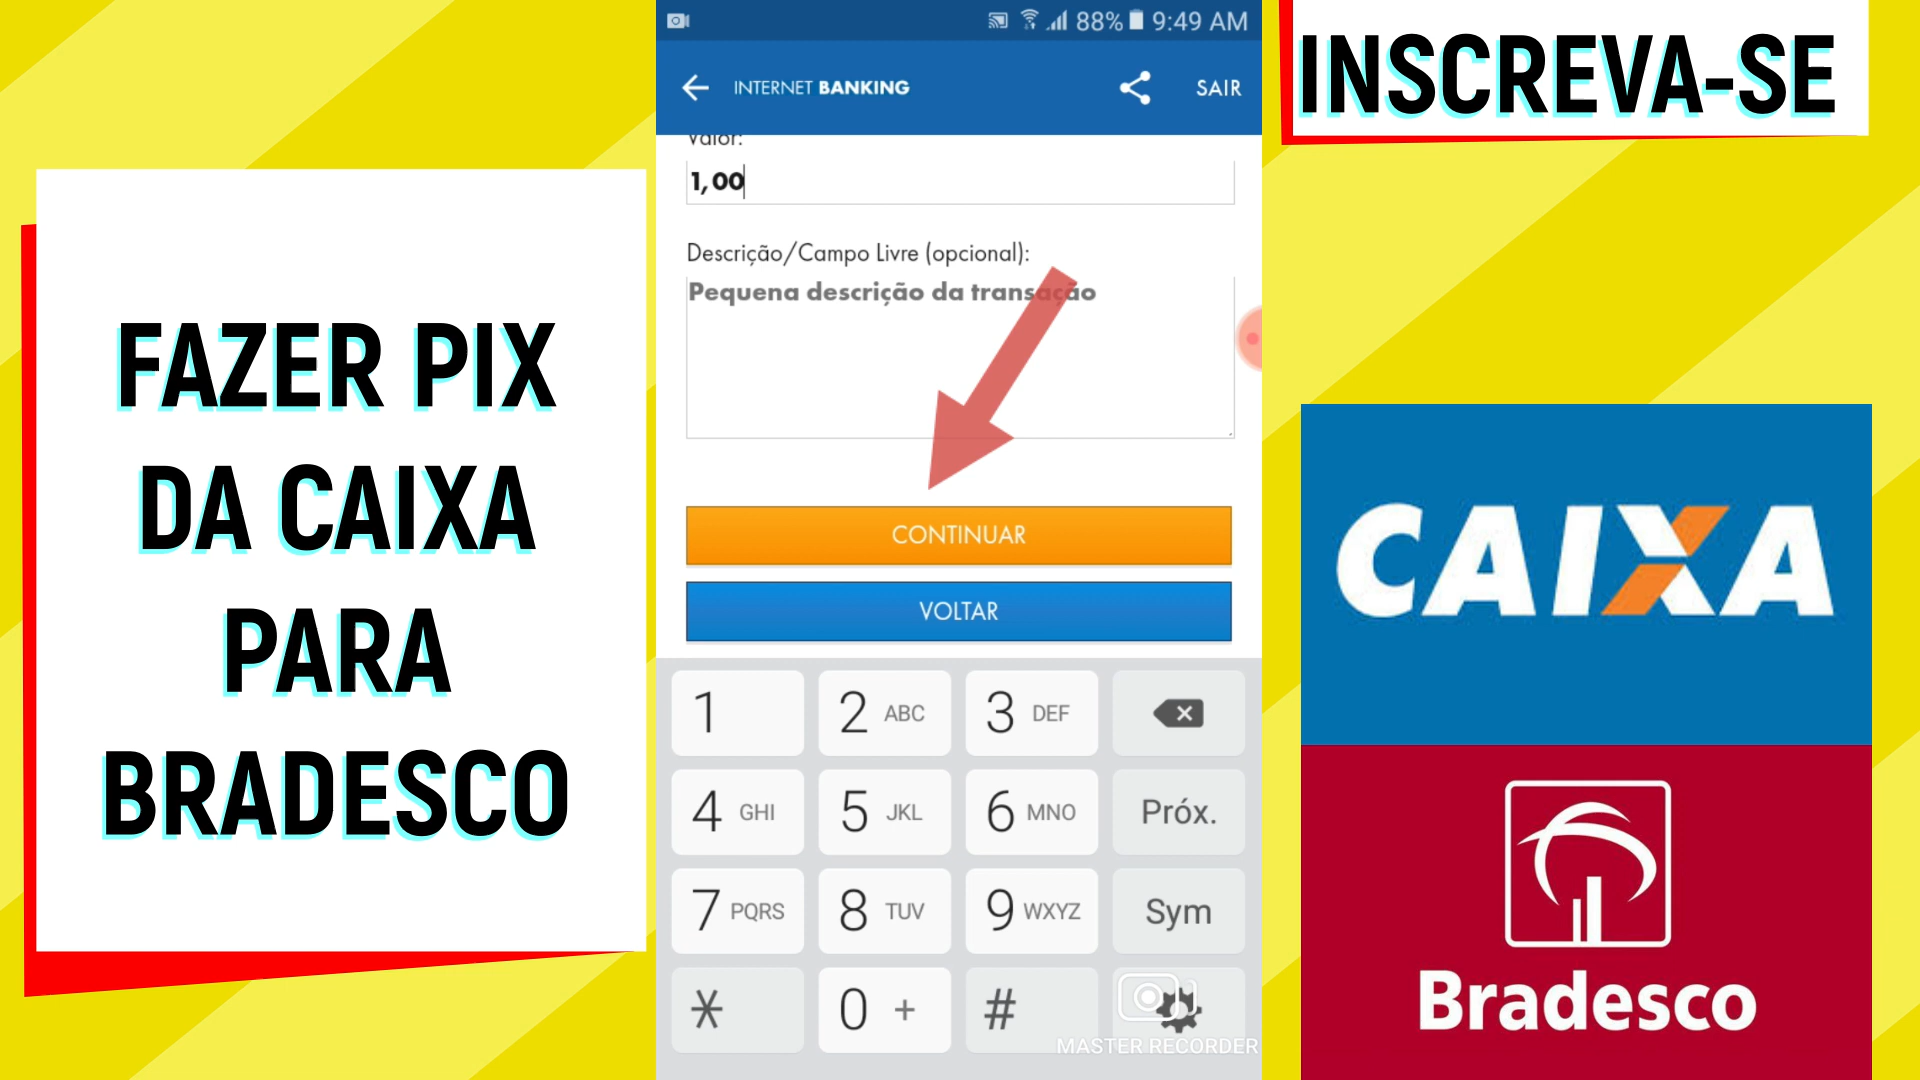 FAZER PIX
DA CAIXA
PARA
BRADESCO
88% 9:49 AM
INTERNET BANKING
SAIR
Valor:
1,00
Descrição/Campo Livre (opcional):
Pequena descrição da transação
CONTINUAR
VOLTAR
1
2 ABC
3 DEF
4 GHI
5 JKL
6 MNO
Próx.
7 PQRS
8 TUV
9 WXYZ
Sym
*
0 +
#
MASTER RECORDER
INSCREVA-SE
CAIXA
Bradesco